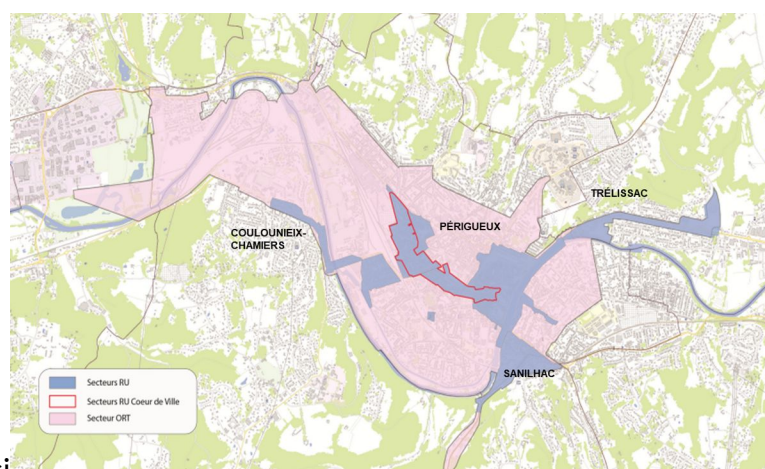 TRÉLISSAC
PÉRIGUEUX
COULOUNIEIX-
CHAMIERS
SANILHAC
Secteurs RU
Secteurs RU Coeur de Ville
Secteur ORT